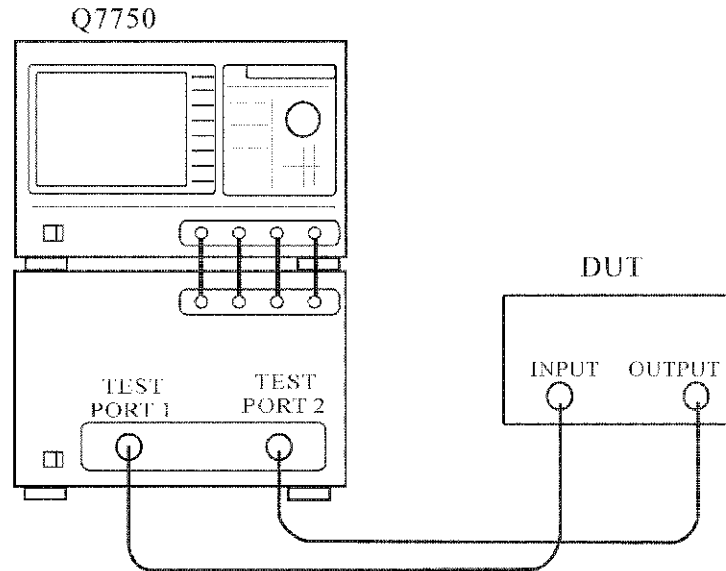 Q7750
DUT
INPUT
OUTPUT
TEST
PORT 1
TEST
PORT 2